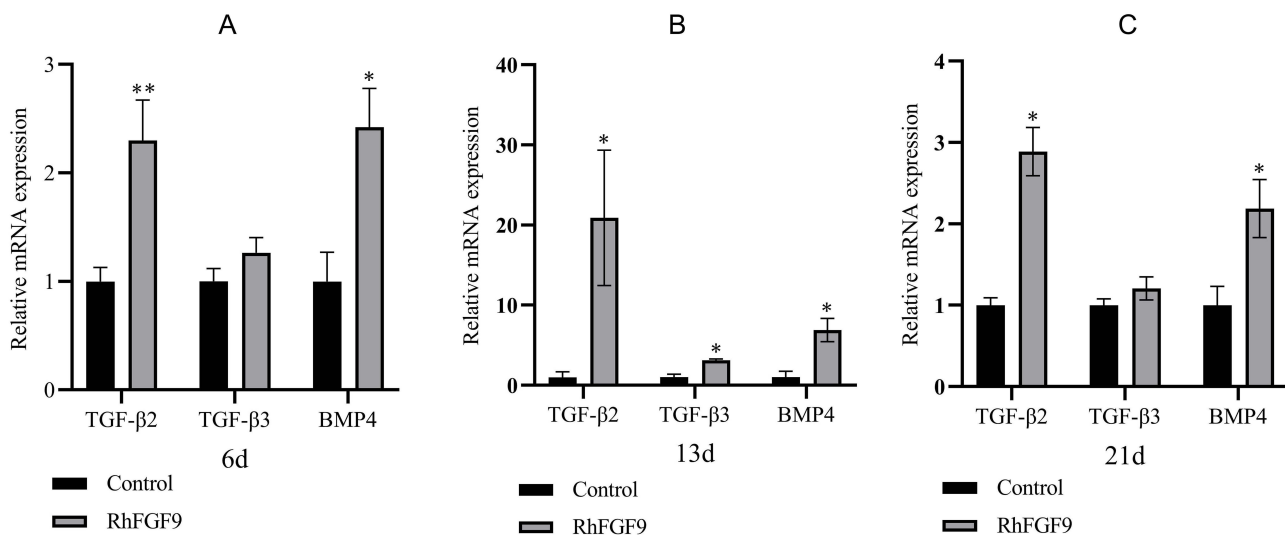 A
Relative mRNA expression
3
2
1
0
**
*
TGF-β2 TGF-β3 BMP4
6d
Control
RhFGF9
B
Relative mRNA expression
40
30
20
10
0
*
*
*
TGF-β2 TGF-β3 BMP4
13d
Control
RhFGF9
C
Relative mRNA expression
4
3
2
1
0
*
*
TGF-β2 TGF-β3 BMP4
21d
Control
RhFGF9